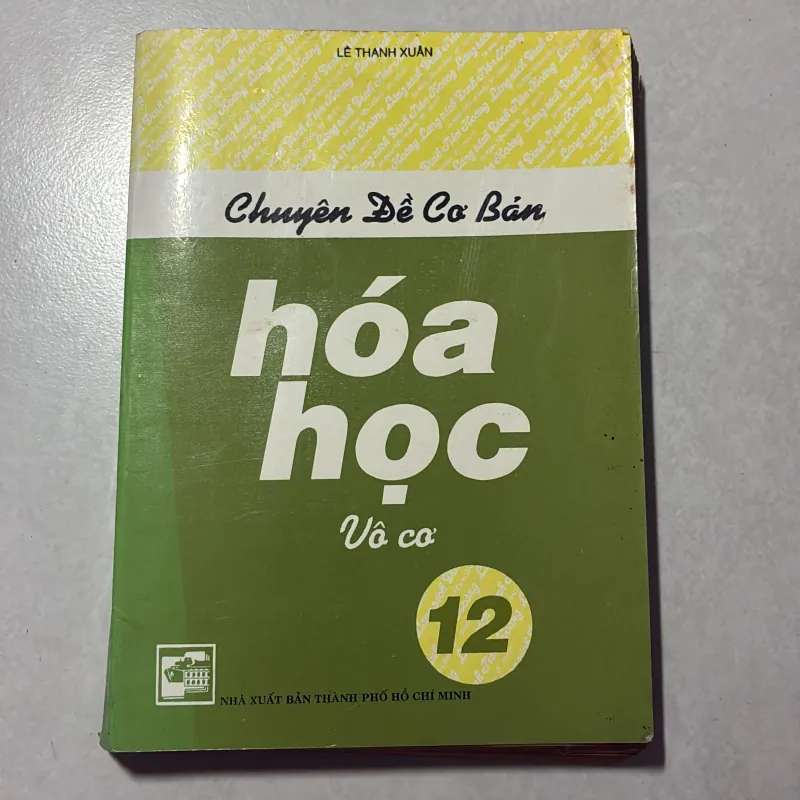 LÊ THANH XUÂN
Chuyên Đề Cơ Bản
hóa
học
Vô cơ
12
NHÀ XUẤT BẢN THÀNH PHỐ HỒ CHÍ MINH